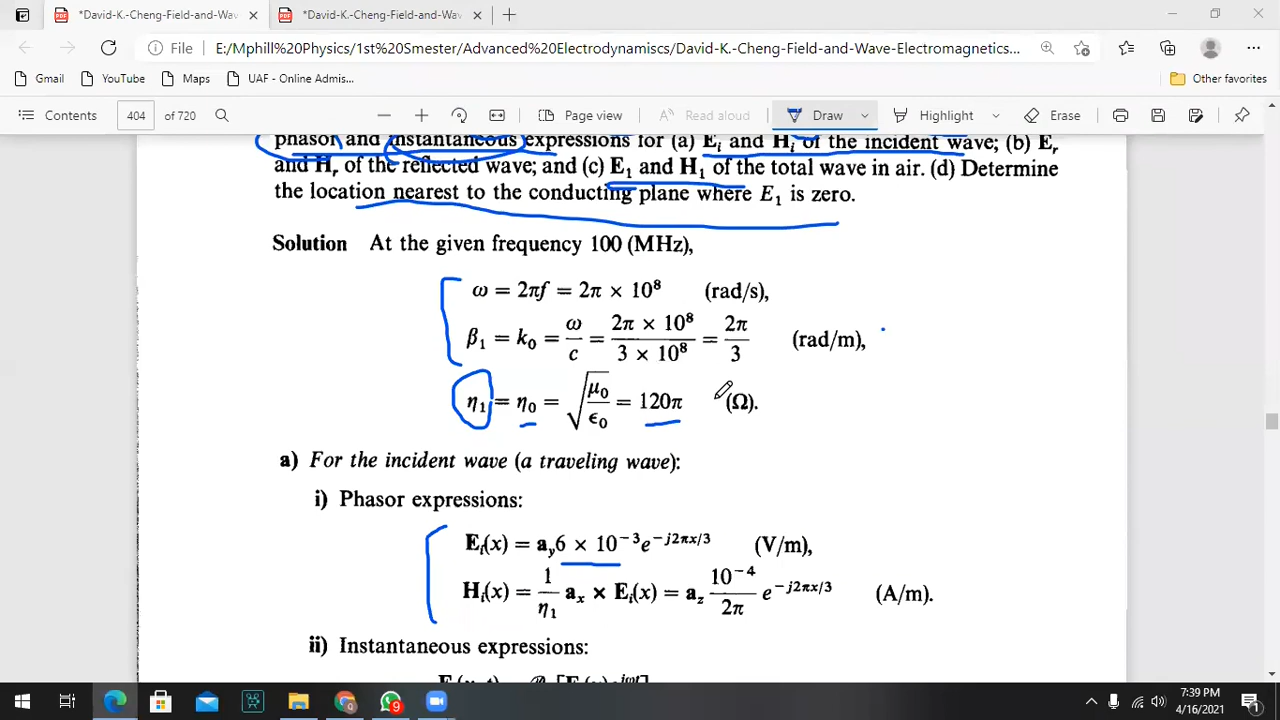 *David-K.-Cheng-Field-and-Wav
*David-K.-Cheng-Field-and-Wav
File E:/Mphill%20Physics/1st%20Smester/Advanced%20Electrodynamiscs/David-K.-Cheng-Field-and-Wave-Electromagnetics...
Gmail YouTube Maps UAF - Online Admis... Other favorites
Contents 404 of 720 Page view Read aloud Draw Highlight Erase
phasor and instantaneous expressions for (a) Eᵢ and Hᵢ of the incident wave; (b) Eᵣ
and Hᵣ of the reflected wave; and (c) E₁ and H₁ of the total wave in air. (d) Determine
the location nearest to the conducting plane where E₁ is zero.
Solution At the given frequency 100 (MHz),
ω = 2πf = 2π × 10⁸ (rad/s),
β₁ = k₀ = ω/c = 2π × 10⁸/3 × 10⁸ = 2π/3 (rad/m),
η₁ = η₀ = √μ₀/ϵ₀ = 120π (Ω).
a) For the incident wave (a traveling wave):
i) Phasor expressions:
Eᵢ(x) = a_y6 × 10⁻³e^{-j2πx/3} (V/m),
Hᵢ(x) = 1/η₁ aₓ × Eᵢ(x) = a_z 10⁻⁴/2π e^{-j2πx/3} (A/m).
ii) Instantaneous expressions:
9
7:39 PM
4/16/2021
1